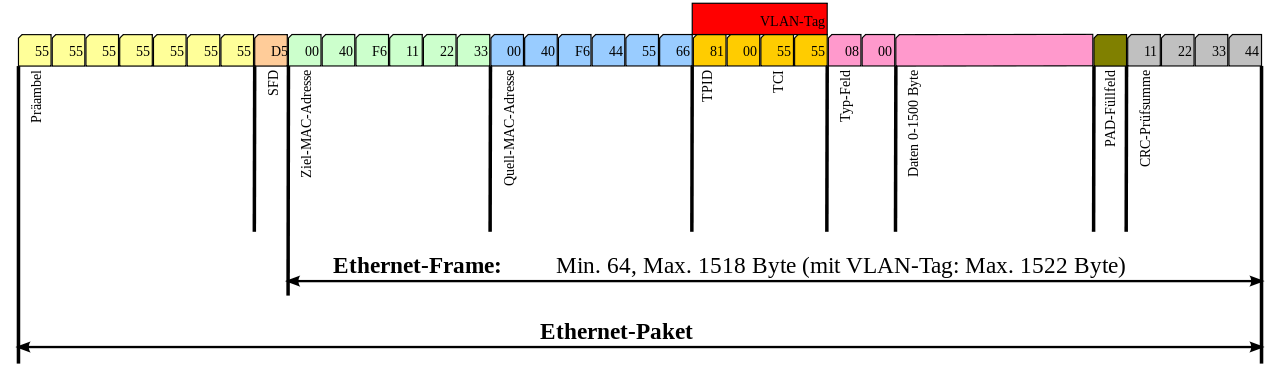 VLAN-Tag
55 55 55 55 55 55 55 D5 00 40 F6 11 22 33 00 40 F6 44 55 66 81 00 55 55 08 00 11 22 33 44
Präambel
SFD
Ziel-MAC-Adresse
Quell-MAC-Adresse
TPID
TCI
Typ-Feld
Daten 0-1500 Byte
PAD-Füllfeld
CRC-Prüfsumme
Ethernet-Frame: Min. 64, Max. 1518 Byte (mit VLAN-Tag: Max. 1522 Byte)
Ethernet-Paket